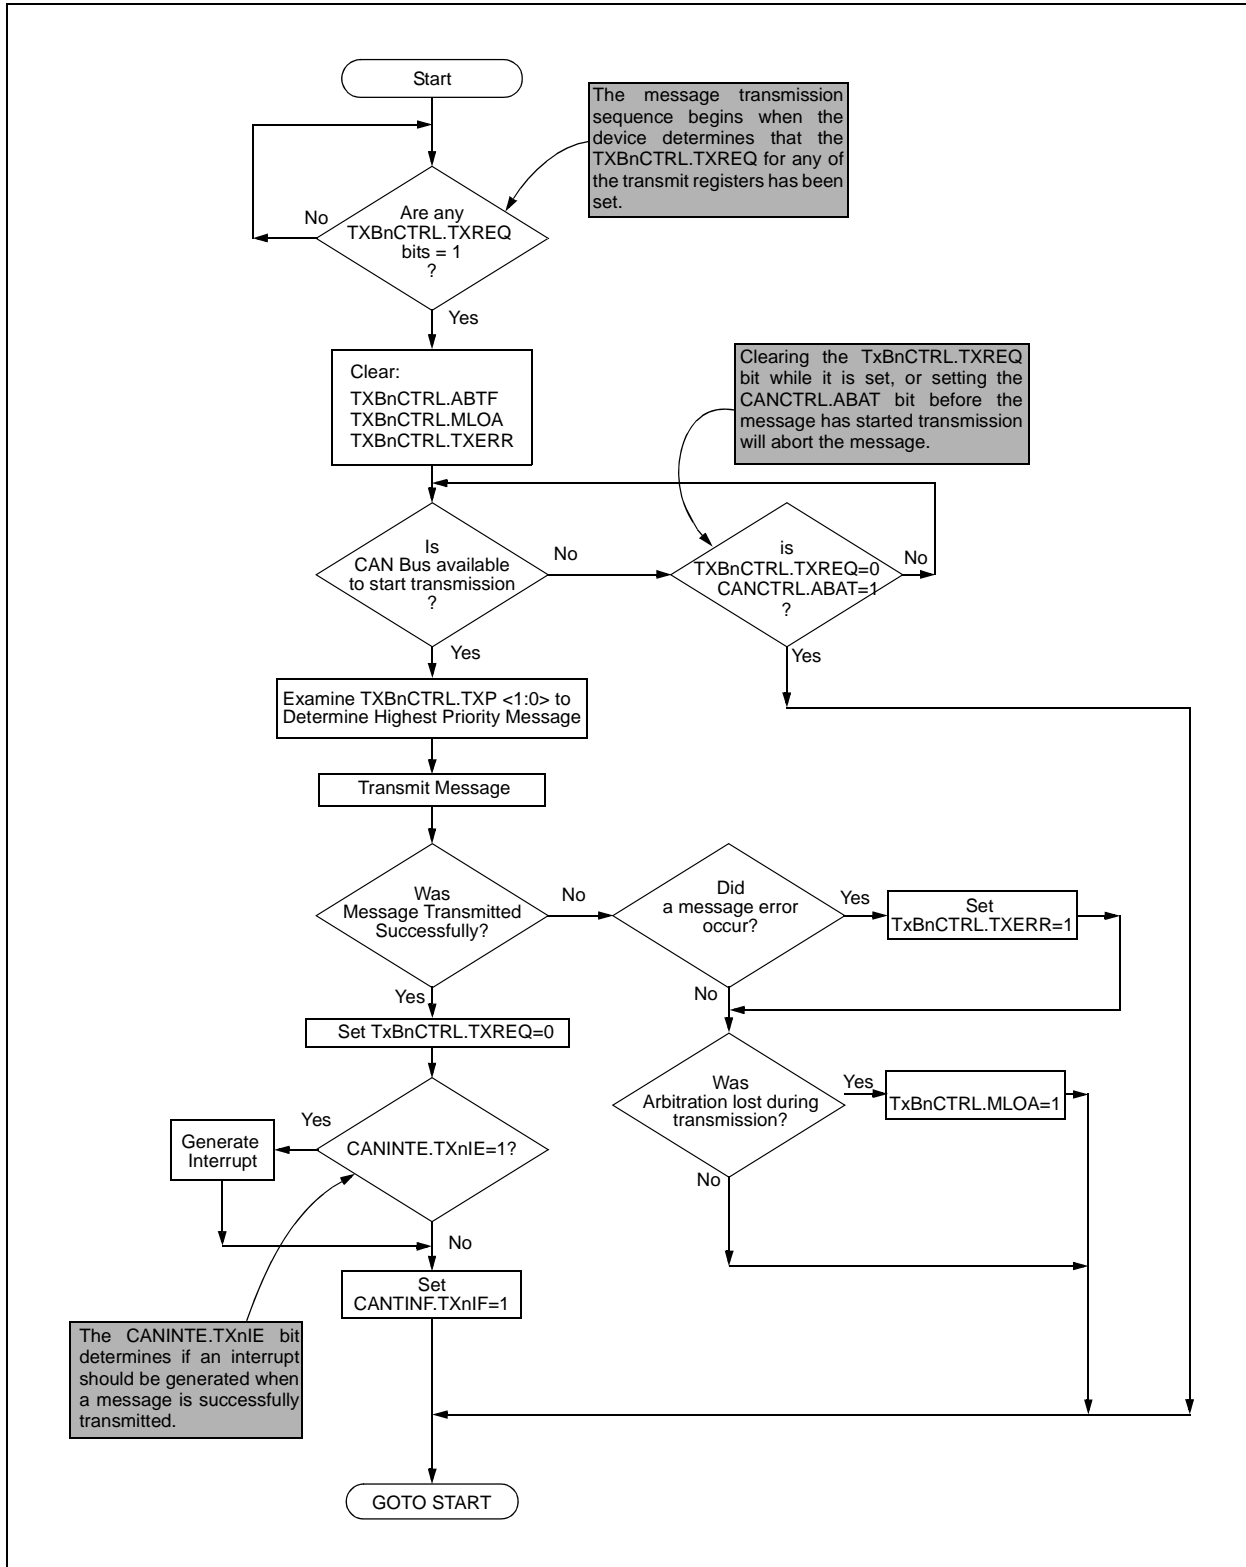 Start
The message transmission
sequence begins when the
device determines that the
TXBnCTRL.TXREQ for any of
the transmit registers has been
set.
No
Are any
TXBnCTRL.TXREQ
bits = 1
?
Yes
Clear:
TXBnCTRL.ABTF
TXBnCTRL.MLOA
TXBnCTRL.TXERR
Clearing the TxBnCTRL.TXREQ
bit while it is set, or setting the
CANCTRL.ABAT bit before the
message has started transmission
will abort the message.
Is
CAN Bus available
to start transmission
?
No
is
TXBnCTRL.TXREQ=0
CANCTRL.ABAT=1
?
No
Yes
Yes
Examine TXBnCTRL.TXP <1:0> to
Determine Highest Priority Message
Transmit Message
Was
Message Transmitted
Successfully?
No
Did
a message error
occur?
Yes
Set
TxBnCTRL.TXERR=1
Yes
No
Set TxBnCTRL.TXREQ=0
Was
Arbitration lost during
transmission?
Yes
TxBnCTRL.MLOA=1
No
Yes
Generate
Interrupt
CANINTE.TXnIE=1?
No
Set
CANTINF.TXnIF=1
The CANINTE.TXnIE bit
determines if an interrupt
should be generated when
a message is successfully
transmitted.
GOTO START